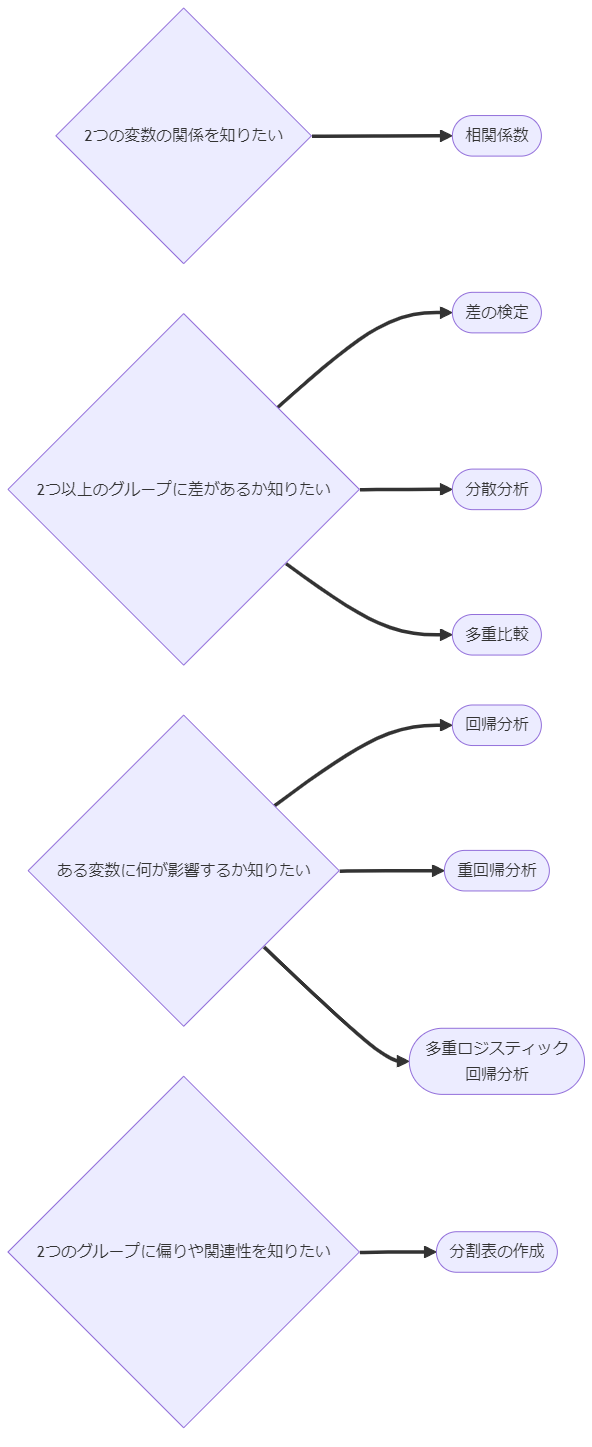 2つの変数の関係を知りたい
相関係数
2つ以上のグループに差があるか知りたい
差の検定
分散分析
多重比較
ある変数に何が影響するか知りたい
回帰分析
重回帰分析
多重ロジスティック
回帰分析
2つのグループに偏りや関連性を知りたい
分割表の作成